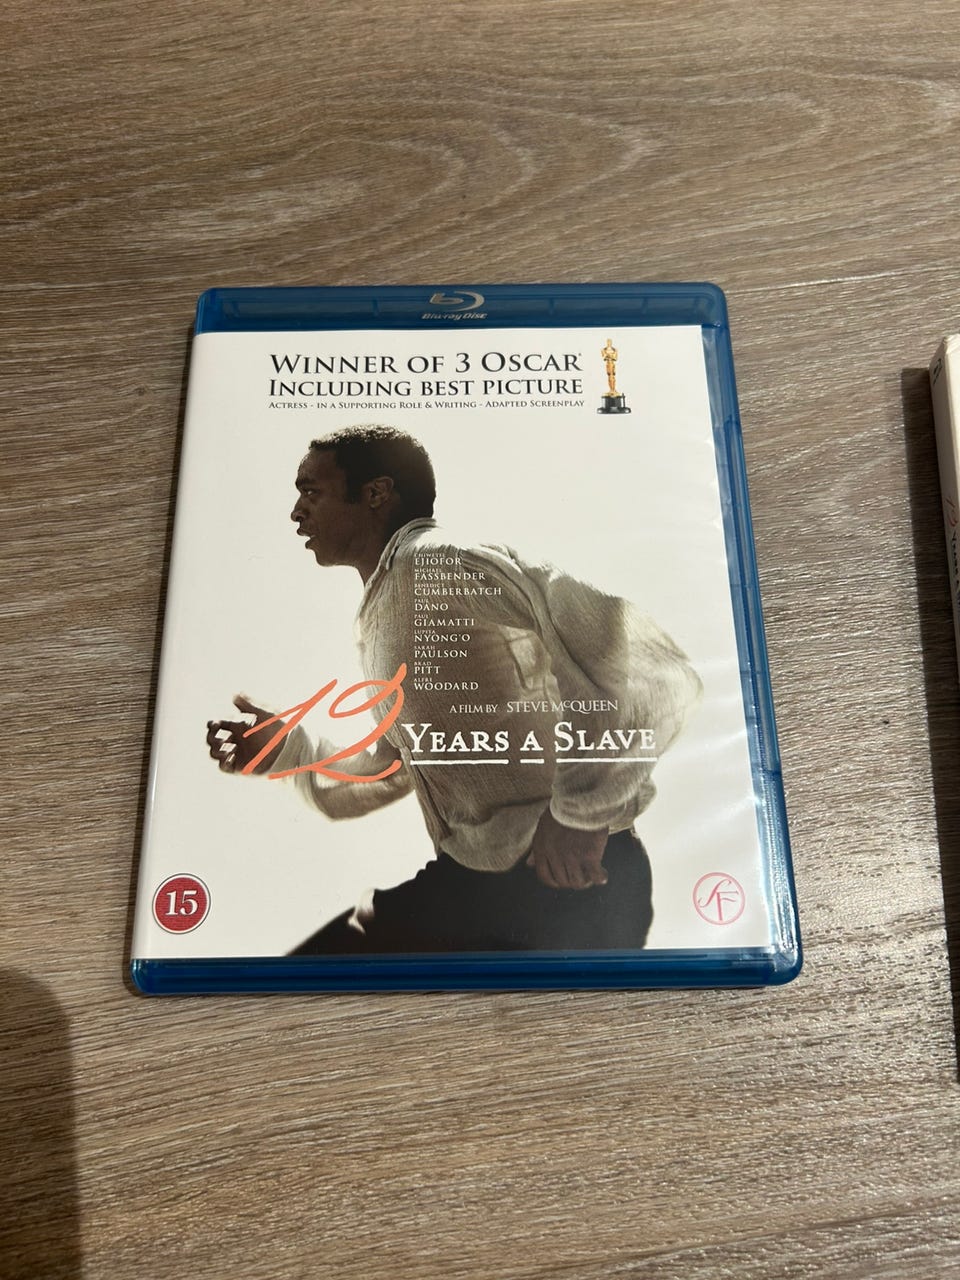 Blu-ray Disc
WINNER OF 3 OSCAR®
INCLUDING BEST PICTURE
ACTRESS - IN A SUPPORTING ROLE & WRITING - ADAPTED SCREENPLAY
CHIWETEL
EJIOFOR
MICHAEL
FASSBENDER
BENEDICT
CUMBERBATCH
PAUL
DANO
PAUL
GIAMATTI
LUPITA
NYONG'O
SARAH
PAULSON
BRAD
PITT
ALFRE
WOODARD
A FILM BY STEVE McQUEEN
12 YEARS A SLAVE
15
SF